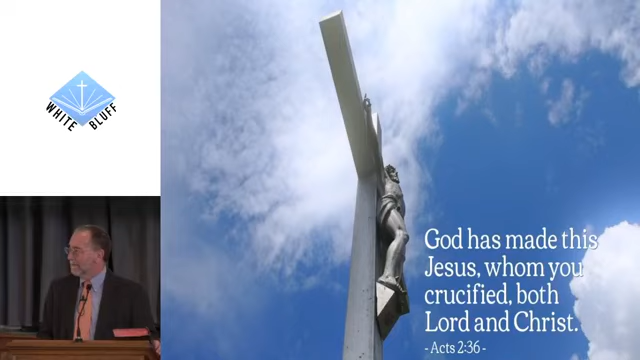 WHITE BLUFF
God has made this
Jesus, whom you
crucified, both
Lord and Christ.
- Acts 2:36 -